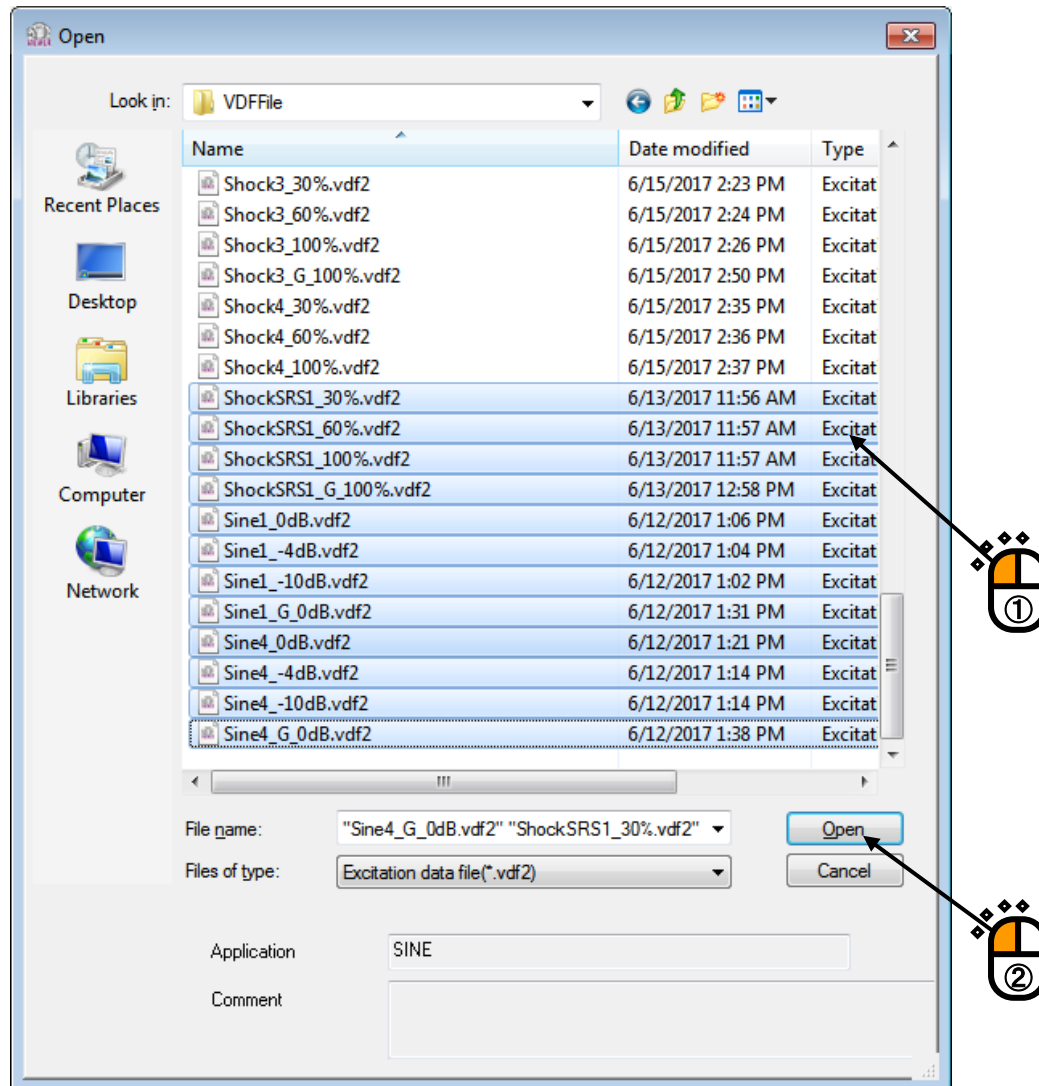 Open
Look in: VDFFile
Name Date modified Type
Shock3_30%.vdf2 6/15/2017 2:23 PM Excitat
Shock3_60%.vdf2 6/15/2017 2:24 PM Excitat
Shock3_100%.vdf2 6/15/2017 2:26 PM Excitat
Shock3_G_100%.vdf2 6/15/2017 2:50 PM Excitat
Shock4_30%.vdf2 6/15/2017 2:35 PM Excitat
Shock4_60%.vdf2 6/15/2017 2:36 PM Excitat
Shock4_100%.vdf2 6/15/2017 2:37 PM Excitat
ShockSRS1_30%.vdf2 6/13/2017 11:56 AM Excitat
ShockSRS1_60%.vdf2 6/13/2017 11:57 AM Excitat
ShockSRS1_100%.vdf2 6/13/2017 11:57 AM Excitat
ShockSRS1_G_100%.vdf2 6/13/2017 12:58 PM Excitat
Sine1_0dB.vdf2 6/12/2017 1:06 PM Excitat
Sine1_-4dB.vdf2 6/12/2017 1:04 PM Excitat
Sine1_-10dB.vdf2 6/12/2017 1:02 PM Excitat
Sine1_G_0dB.vdf2 6/12/2017 1:31 PM Excitat
Sine4_0dB.vdf2 6/12/2017 1:21 PM Excitat
Sine4_-4dB.vdf2 6/12/2017 1:14 PM Excitat
Sine4_-10dB.vdf2 6/12/2017 1:14 PM Excitat
Sine4_G_0dB.vdf2 6/12/2017 1:38 PM Excitat
Recent Places
Desktop
Libraries
Computer
Network
①
File name: "Sine4_G_0dB.vdf2" "ShockSRS1_30%.vdf2" Open
Files of type: Excitation data file(*.vdf2) Cancel
②
Application SINE
Comment